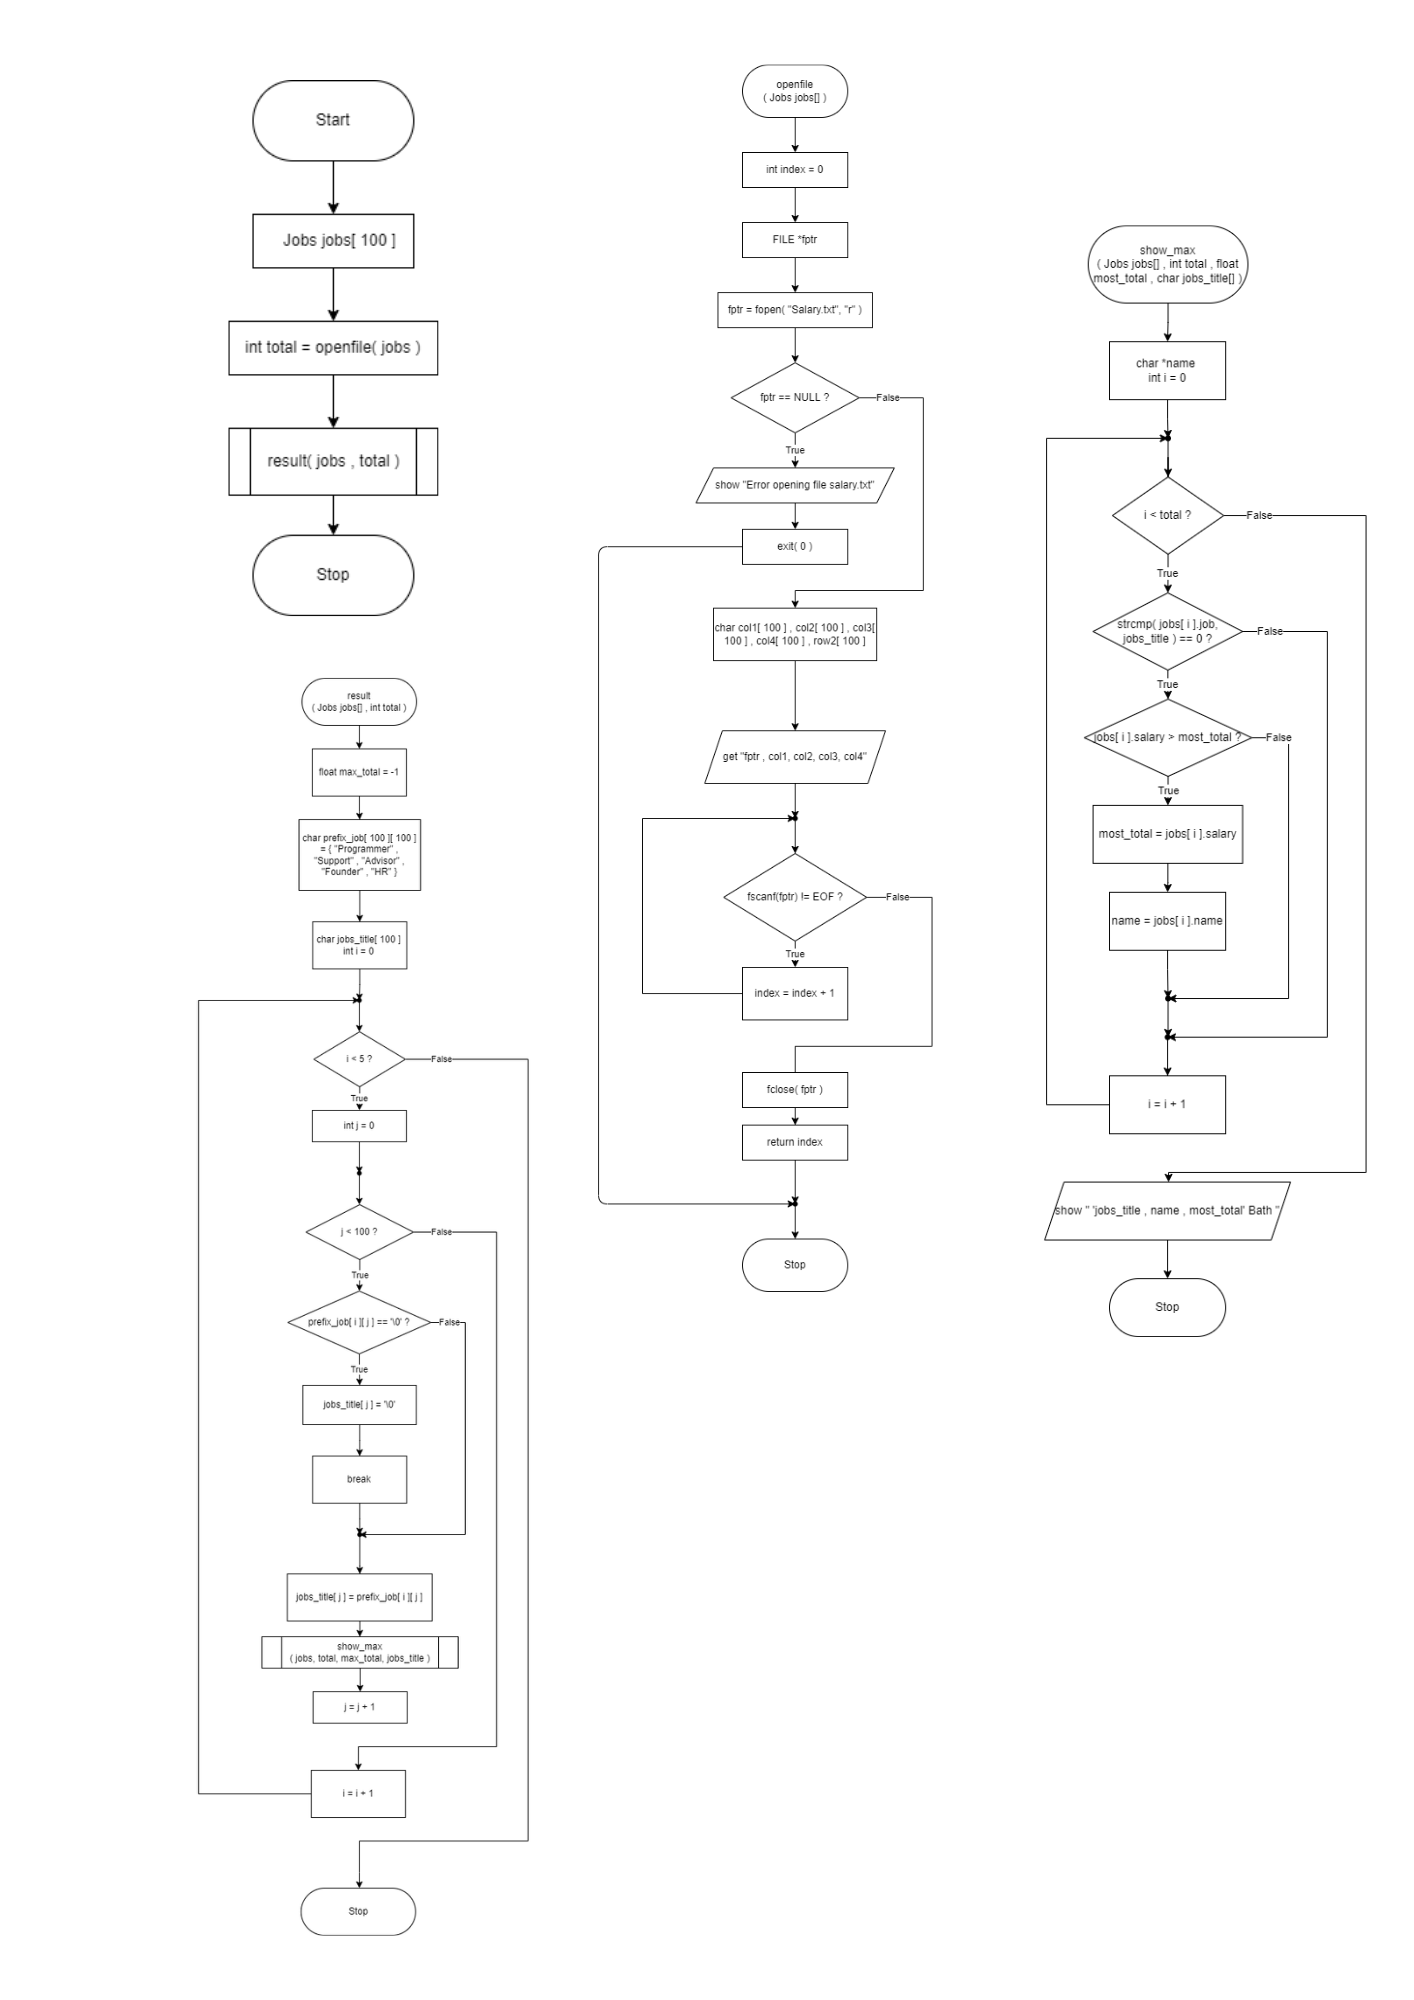 Start
Jobs jobs[ 100 ]
int total = openfile( jobs )
result( jobs , total )
Stop
result
( Jobs jobs[] , int total )
float max_total = -1
char prefix_job[ 100 ][ 100 ]
= { "Programmer" ,
"Support" , "Advisor" ,
"Founder" , "HR" }
char jobs_title[ 100 ]
int i = 0
i < 5 ?
False
True
int j = 0
j < 100 ?
False
True
prefix_job[ i ][ j ] == '\0' ?
False
True
jobs_title[ j ] = '\0'
break
jobs_title[ j ] = prefix_job[ i ][ j ]
show_max
( jobs, total, max_total, jobs_title )
j = j + 1
i = i + 1
Stop
openfile
( Jobs jobs[] )
int index = 0
FILE *fptr
fptr = fopen( "Salary.txt", "r" )
fptr == NULL ?
False
True
show "Error opening file salary.txt"
exit( 0 )
char col1[ 100 ] , col2[ 100 ] , col3[
100 ] , col4[ 100 ] , row2[ 100 ]
get "fptr , col1, col2, col3, col4"
fscanf(fptr) != EOF ?
False
True
index = index + 1
fclose( fptr )
return index
Stop
show_max
( Jobs jobs[] , int total , float
most_total , char jobs_title[] )
char *name
int i = 0
i < total ?
False
True
strcmp( jobs[ i ].job,
jobs_title ) == 0 ?
False
True
jobs[ i ].salary > most_total ?
False
True
most_total = jobs[ i ].salary
name = jobs[ i ].name
i = i + 1
show " 'jobs_title , name , most_total' Bath "
Stop